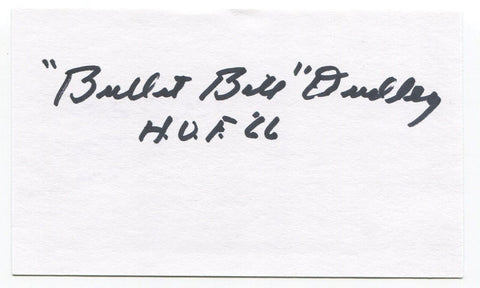 "Bullet Bill" Dudley
H.O.F. '66